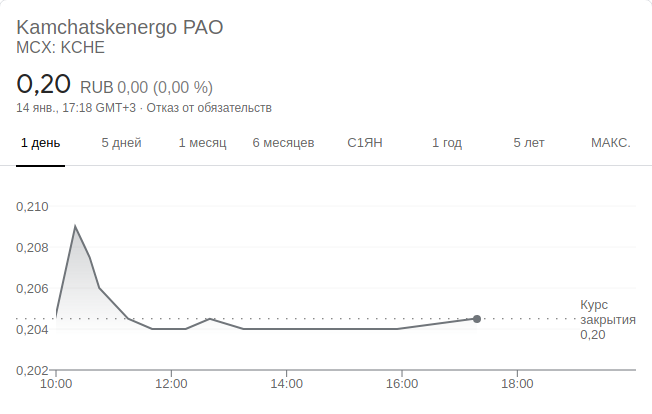 Kamchatskenergo PAO
MCX: KCHE
0,20 RUB 0,00 (0,00 %)
14 янв., 17:18 GMT+3 · Отказ от обязательств
1 день 5 дней 1 месяц 6 месяцев С1ЯН 1 год 5 лет МАКС.
0,210
0,208
0,206
0,204
0,202
Курс
закрытия
0,20
10:00 12:00 14:00 16:00 18:00